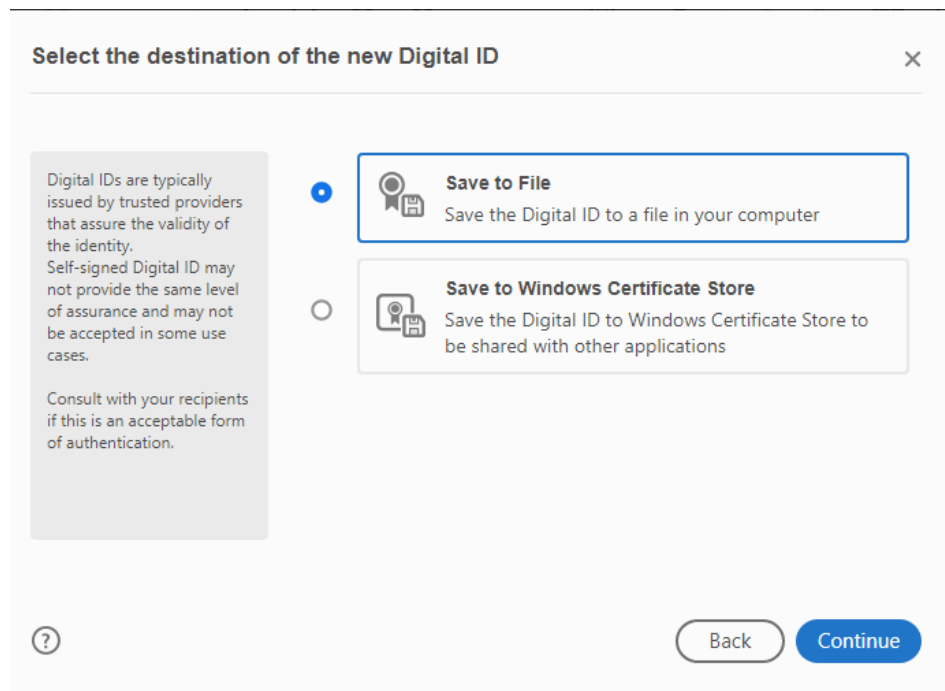 Select the destination of the new Digital ID
Digital IDs are typically
issued by trusted providers
that assure the validity of
the identity.
Self-signed Digital ID may
not provide the same level
of assurance and may not
be accepted in some use
cases.
Consult with your recipients
if this is an acceptable form
of authentication.
Save to File
Save the Digital ID to a file in your computer
Save to Windows Certificate Store
Save the Digital ID to Windows Certificate Store to
be shared with other applications
?
Back
Continue